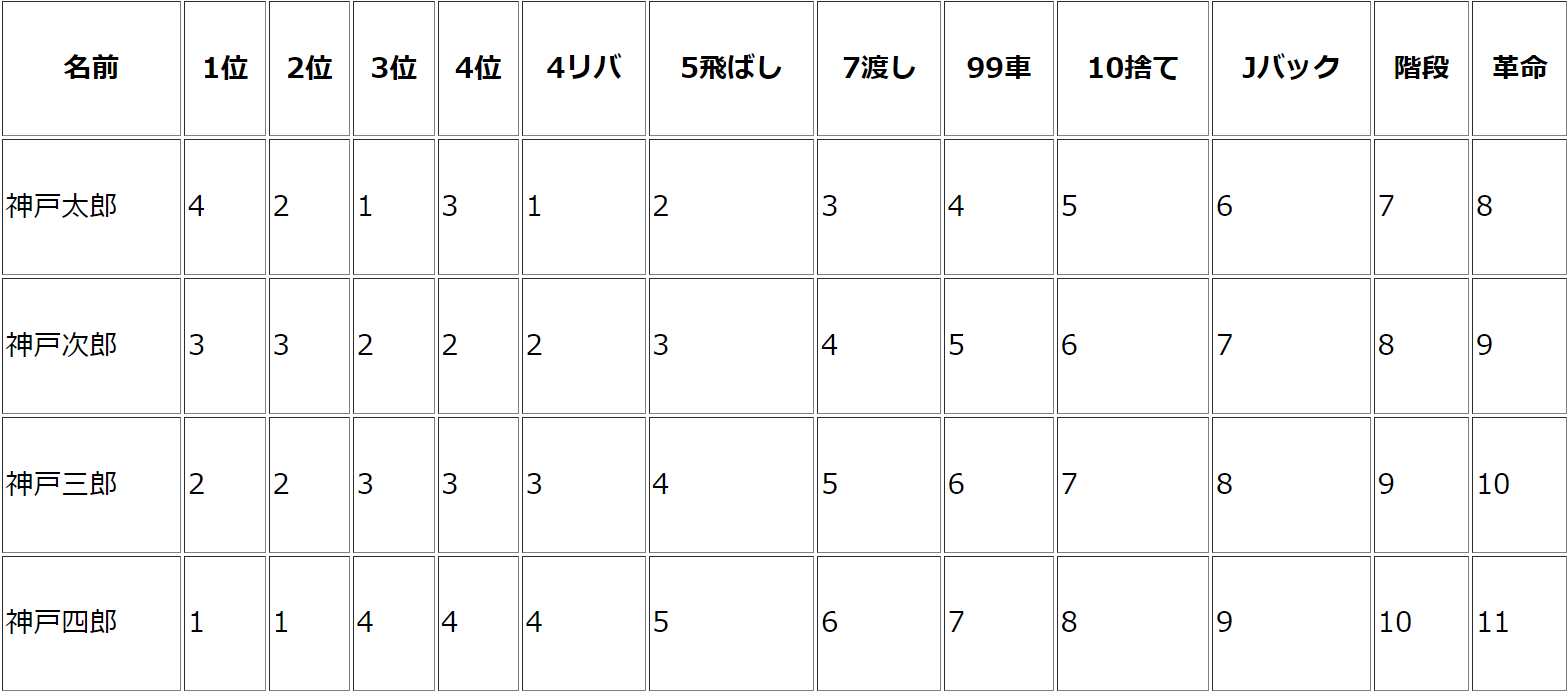 名前 1位 2位 3位 4位 4リバ 5飛ばし 7渡し 99車 10捨て Jバック 階段 革命
神戸太郎 4 2 1 3 1 2 3 4 5 6 7 8
神戸次郎 3 3 2 2 2 3 4 5 6 7 8 9
神戸三郎 2 2 3 3 3 4 5 6 7 8 9 10
神戸四郎 1 1 4 4 4 5 6 7 8 9 10 11